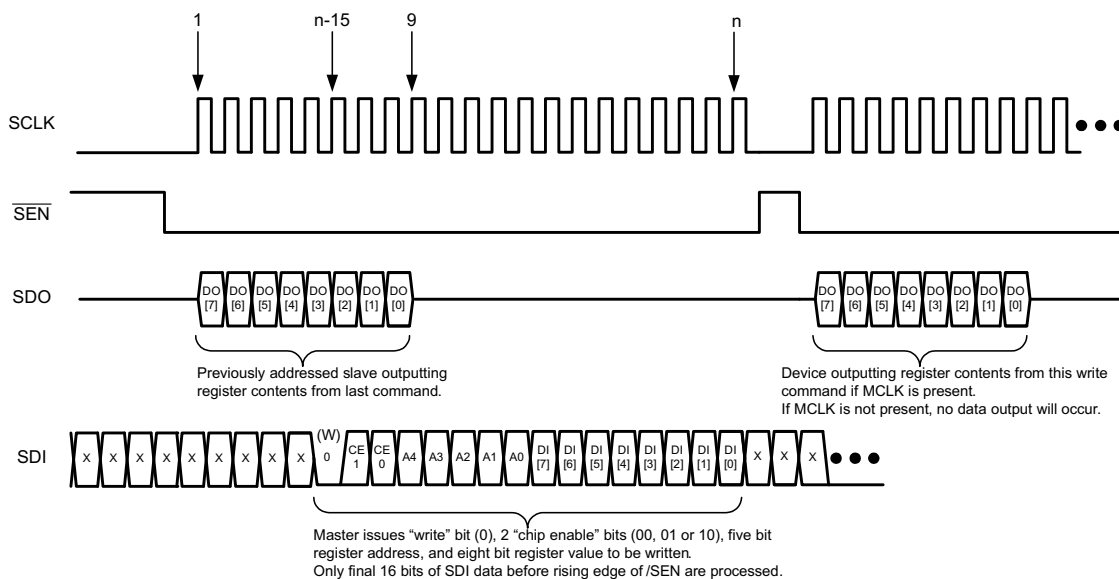 1 n-15 9 n
SCLK
SEN
SDO
DO [7] DO [6] DO [5] DO [4] DO [3] DO [2] DO [1] DO [0] DO [7] DO [6] DO [5] DO [4] DO [3] DO [2] DO [1] DO [0]
Previously addressed slave outputting
register contents from last command.
Device outputting register contents from this write
command if MCLK is present.
If MCLK is not present, no data output will occur.
SDI
X X X X X X X X X (W) 0 CE 1 CE 0 A4 A3 A2 A1 A0 DI [7] DI [6] DI [5] DI [4] DI [3] DI [2] DI [1] DI [0] X X X
Master issues “write” bit (0), 2 “chip enable” bits (00, 01 or 10), five bit
register address, and eight bit register value to be written.
Only final 16 bits of SDI data before rising edge of /SEN are processed.